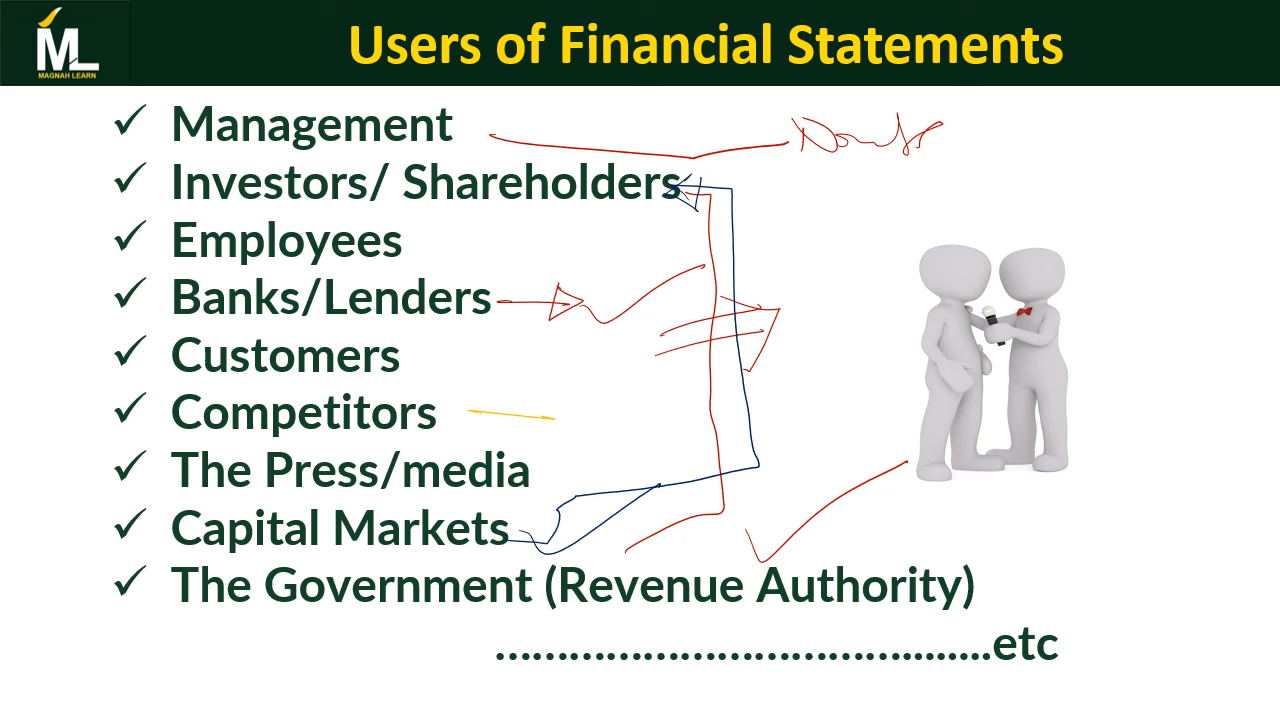 ML
MAGNAH LEARN
Users of Financial Statements
✓ Management
✓ Investors/ Shareholders
✓ Employees
✓ Banks/Lenders
✓ Customers
✓ Competitors
✓ The Press/media
✓ Capital Markets
✓ The Government (Revenue Authority)
……………………………….........etc